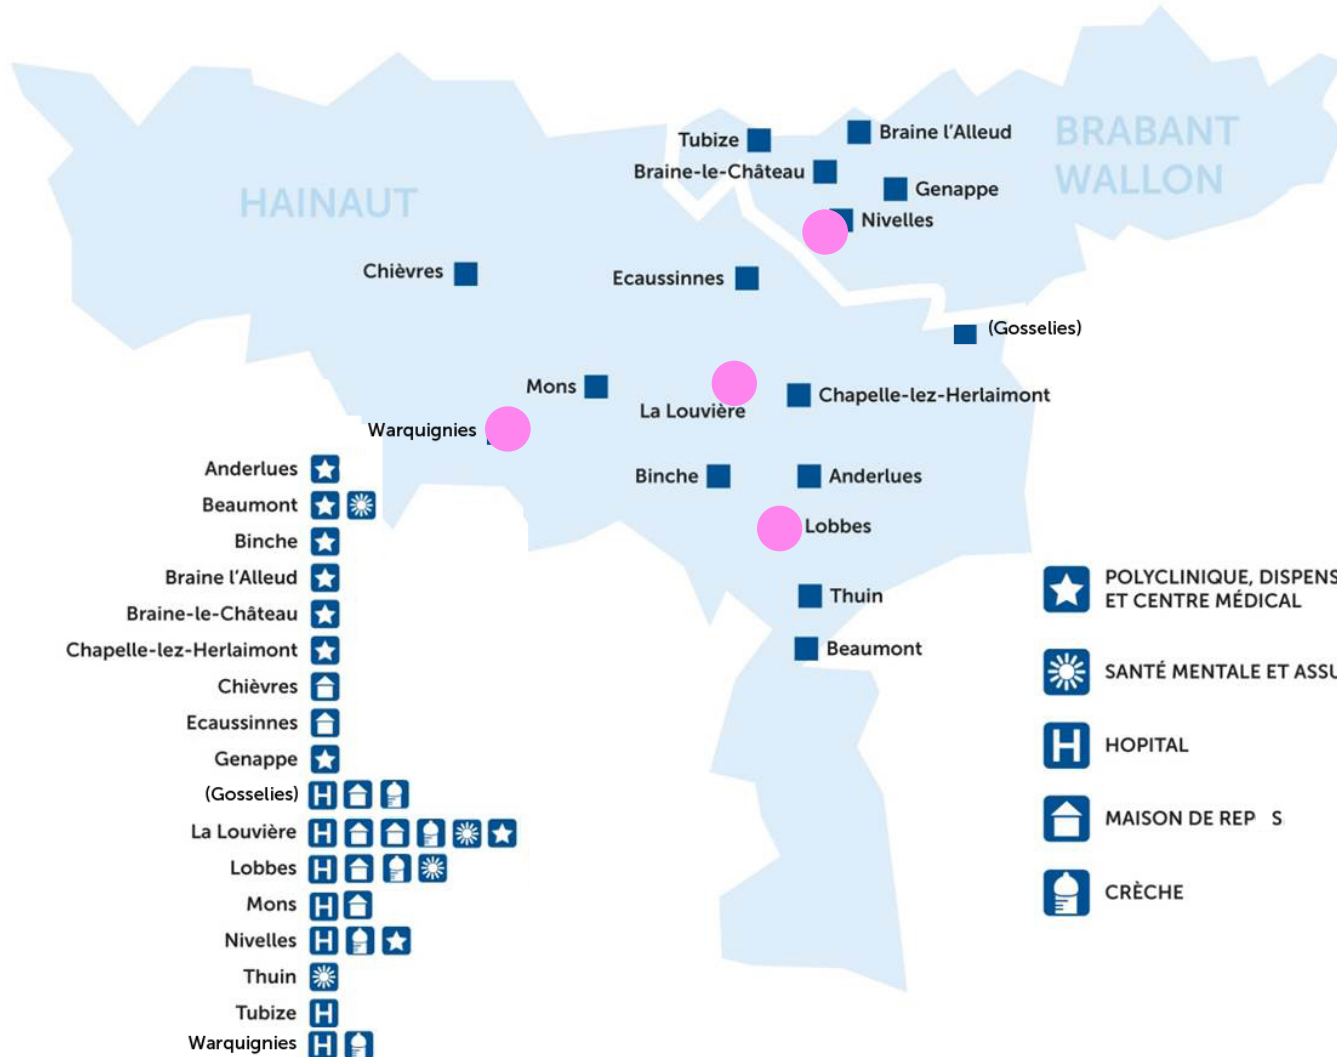 HAINAUT
BRABANT
WALLON
Tubize
Braine l'Alleud
Braine-le-Château
Genappe
Nivelles
Chièvres
Ecaussinnes
(Gosselies)
Mons
Chapelle-lez-Herlaimont
La Louvière
Warquignies
Binche
Anderlues
Lobbes
Thuin
Beaumont
Anderlues
Beaumont
Binche
Braine l'Alleud
Braine-le-Château
Chapelle-lez-Herlaimont
Chièvres
Ecaussinnes
Genappe
(Gosselies) H
La Louvière H
Lobbes H
Mons H
Nivelles H
Thuin
Tubize H
Warquignies H
POLYCLINIQUE, DISPENS
ET CENTRE MÉDICAL
SANTÉ MENTALE ET ASSU
H HOPITAL
MAISON DE REP S
CRÈCHE